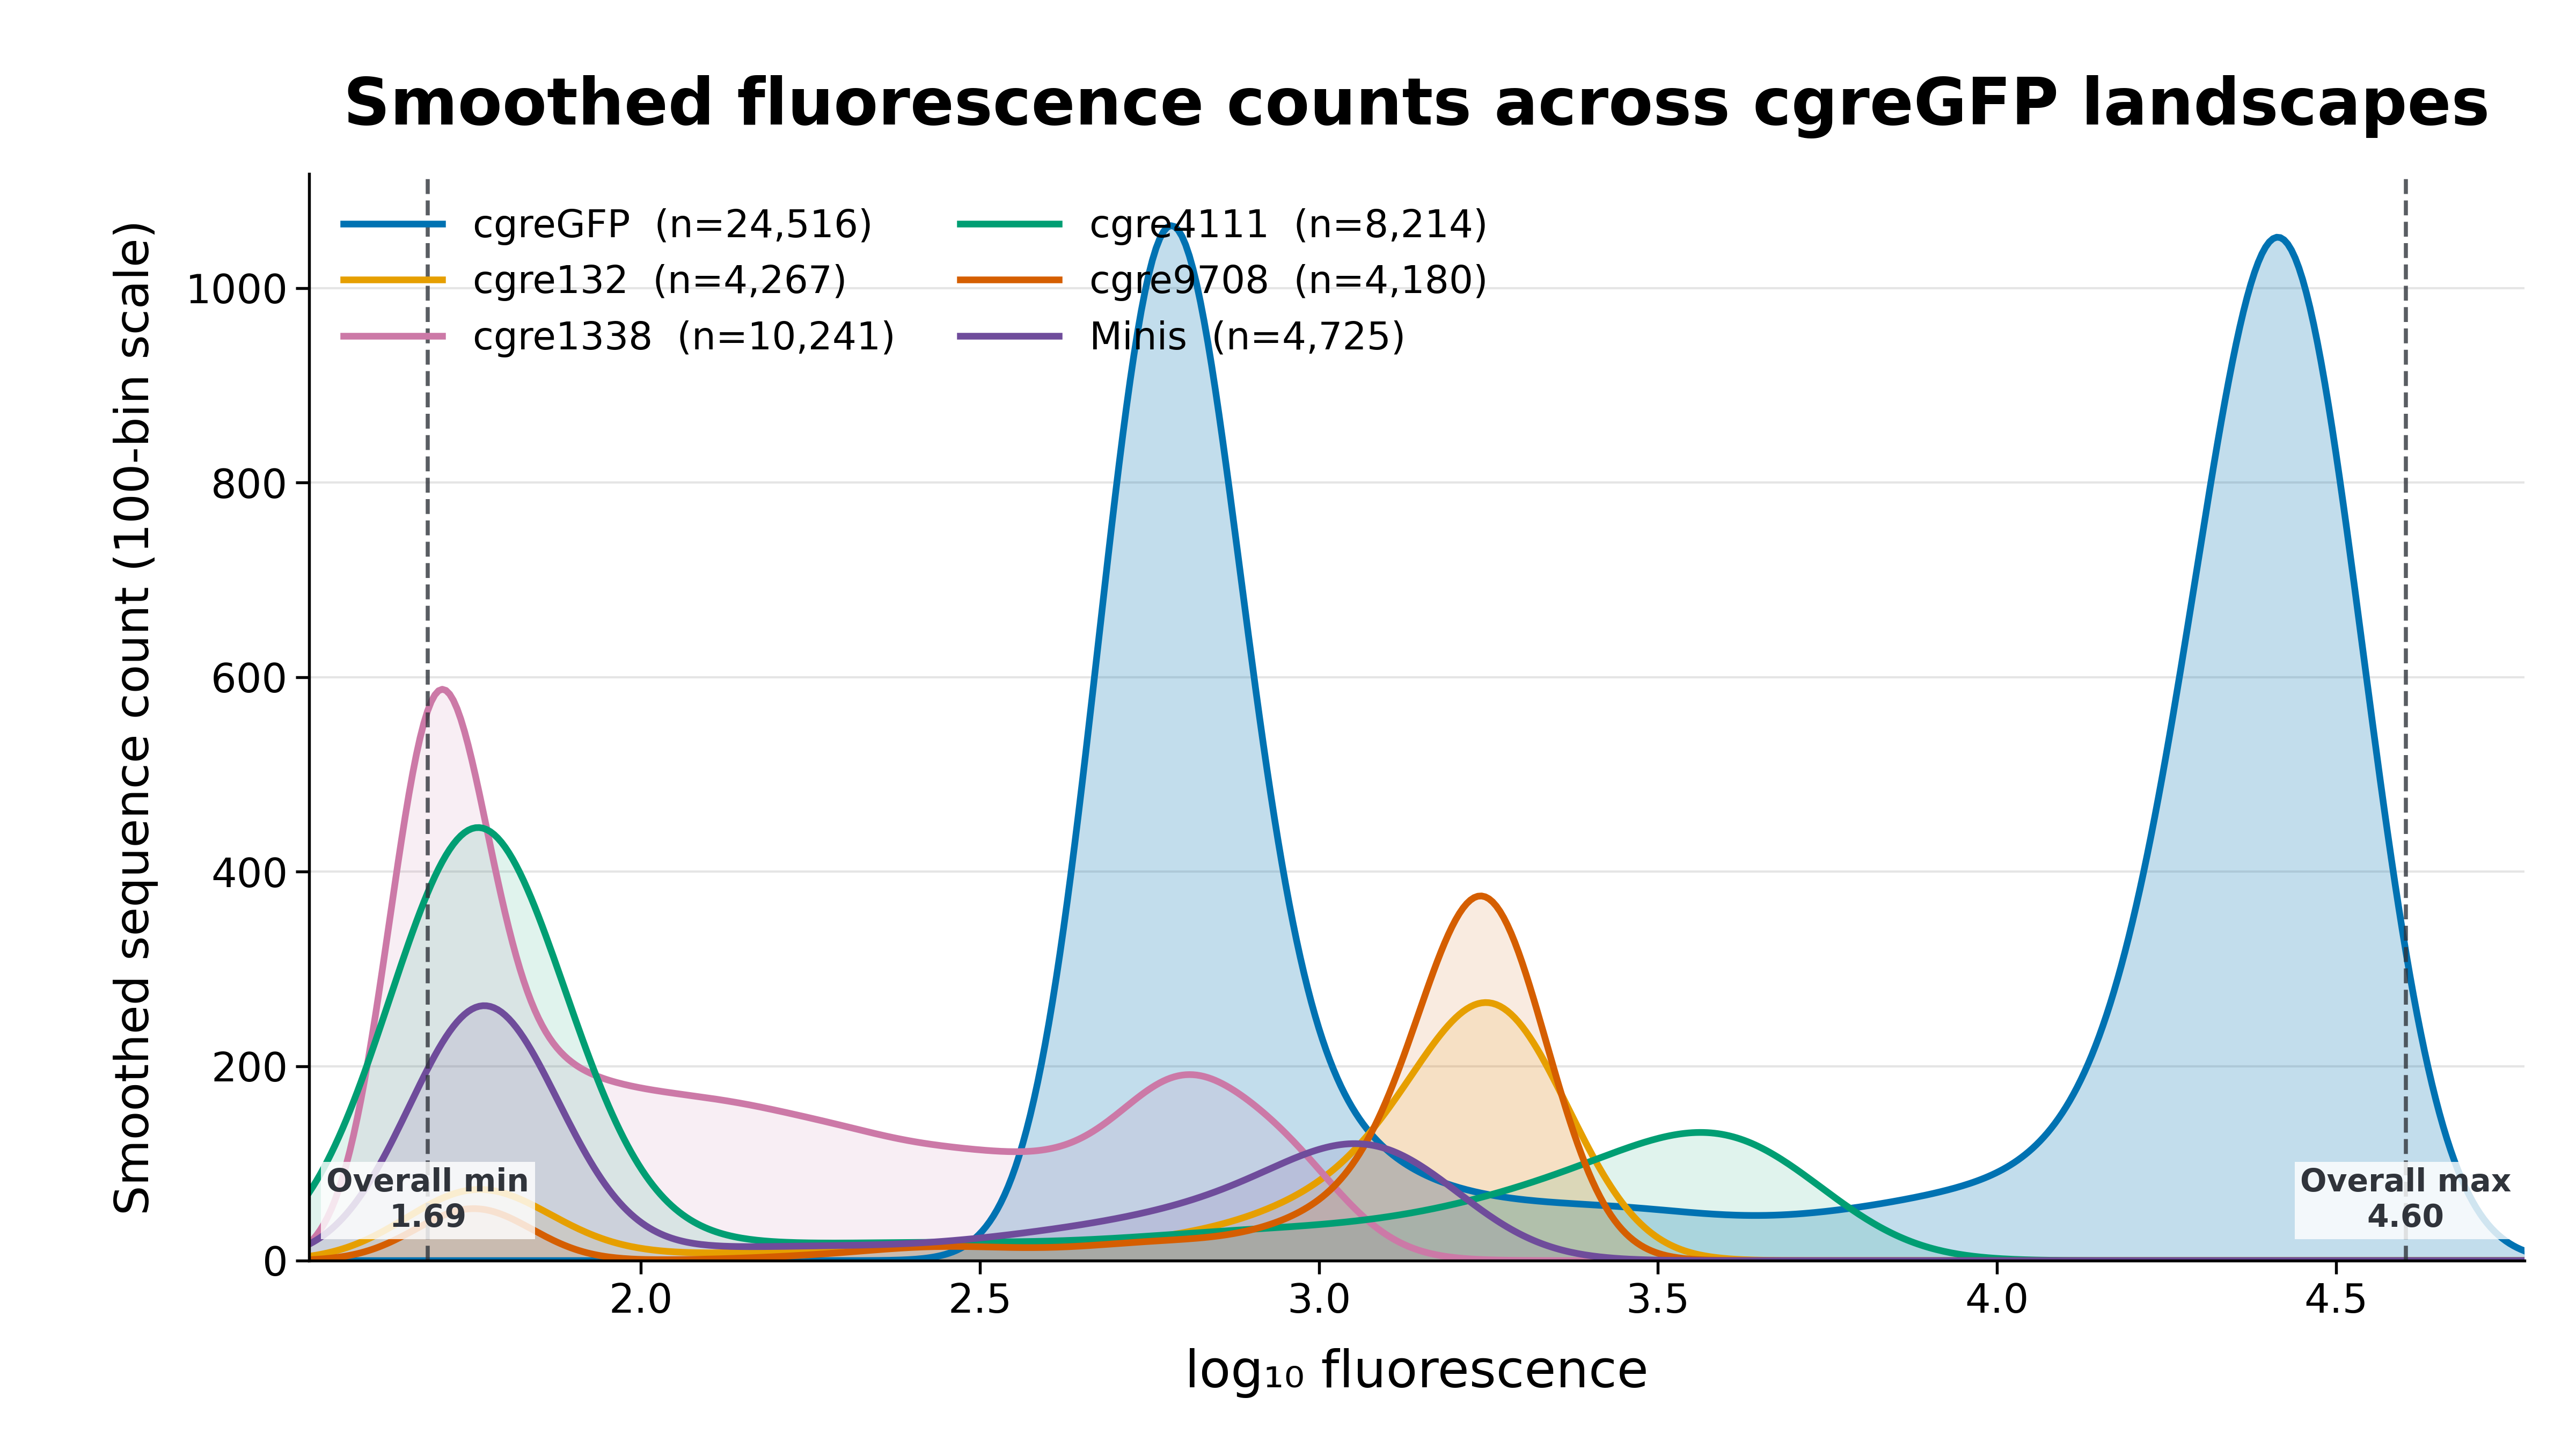 Smoothed fluorescence counts across cgreGFP landscapes
Smoothed sequence count (100-bin scale)
cgreGFP (n=24,516)
cgre132 (n=4,267)
cgre1338 (n=10,241)
cgre4111 (n=8,214)
cgre9708 (n=4,180)
Minis (n=4,725)
1000
800
600
400
200
0
Overall min
1.69
Overall max
4.60
2.0
2.5
3.0
3.5
4.0
4.5
log₁₀ fluorescence